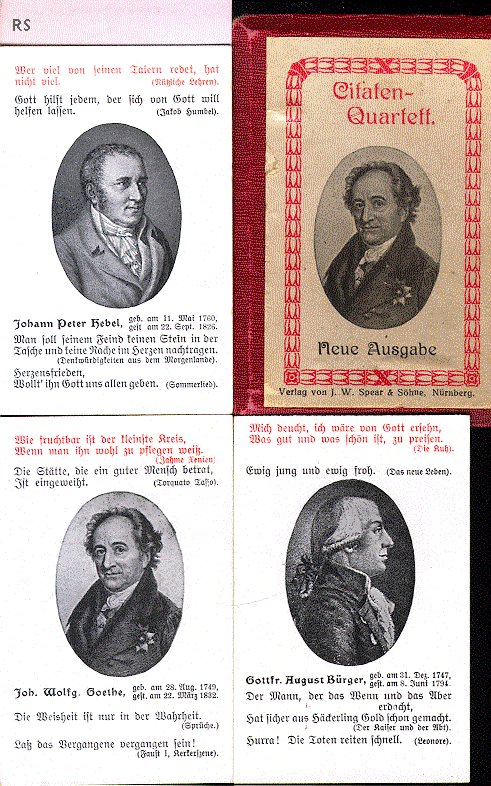 RS
Wer viel von seinen Talern redet, hat
nicht viel. (Nützliche Lehren).
Gott hilft jedem, der sich von Gott will
helfen lassen. (Jakob Humbel).
Johann Peter Hebel, geb. am 11. Mai 1760,
gest am 22. Sept. 1826.
Man soll seinem Feind keinen Stein in der
Tasche und keine Rache im Herzen nachtragen.
(Denkwürdigkeiten aus dem Morgenlande).
Herzensfrieden,
Wollt' ihn Gott uns allen geben. (Sommerlied).
Citaten-
Quartett.
Neue Ausgabe
Verlag von J. W. Spear & Söhne, Nürnberg.
Wie fruchtbar ist der kleinste Kreis,
Wenn man ihn wohl zu pflegen weiß.
(Zahme Xenien)
Die Stätte, die ein guter Mensch betrat,
Ist eingeweiht. (Torquato Tasso).
Joh. Wolfg. Goethe, geb. am 28. Aug. 1749,
gest. am 22. März 1832.
Die Weisheit ist nur in der Wahrheit.
(Sprüche.)
Laß das Vergangene vergangen sein!
(Faust I, Kerkerszene).
Mich deucht, ich wäre von Gott ersehn,
Was gut und was schön ist, zu preisen.
(Die Kuh).
Ewig jung und ewig froh. (Das neue Leben).
Gottfr. August Bürger, geb. am 31. Dez. 1747,
gest. am 8. Juni 1794.
Der Mann, der das Wenn und das Aber
erdacht,
Hat sicher aus Häckerling Gold schon gemacht.
(Der Kaiser und der Abt).
Hurra! Die Toten reiten schnell. (Leonore).